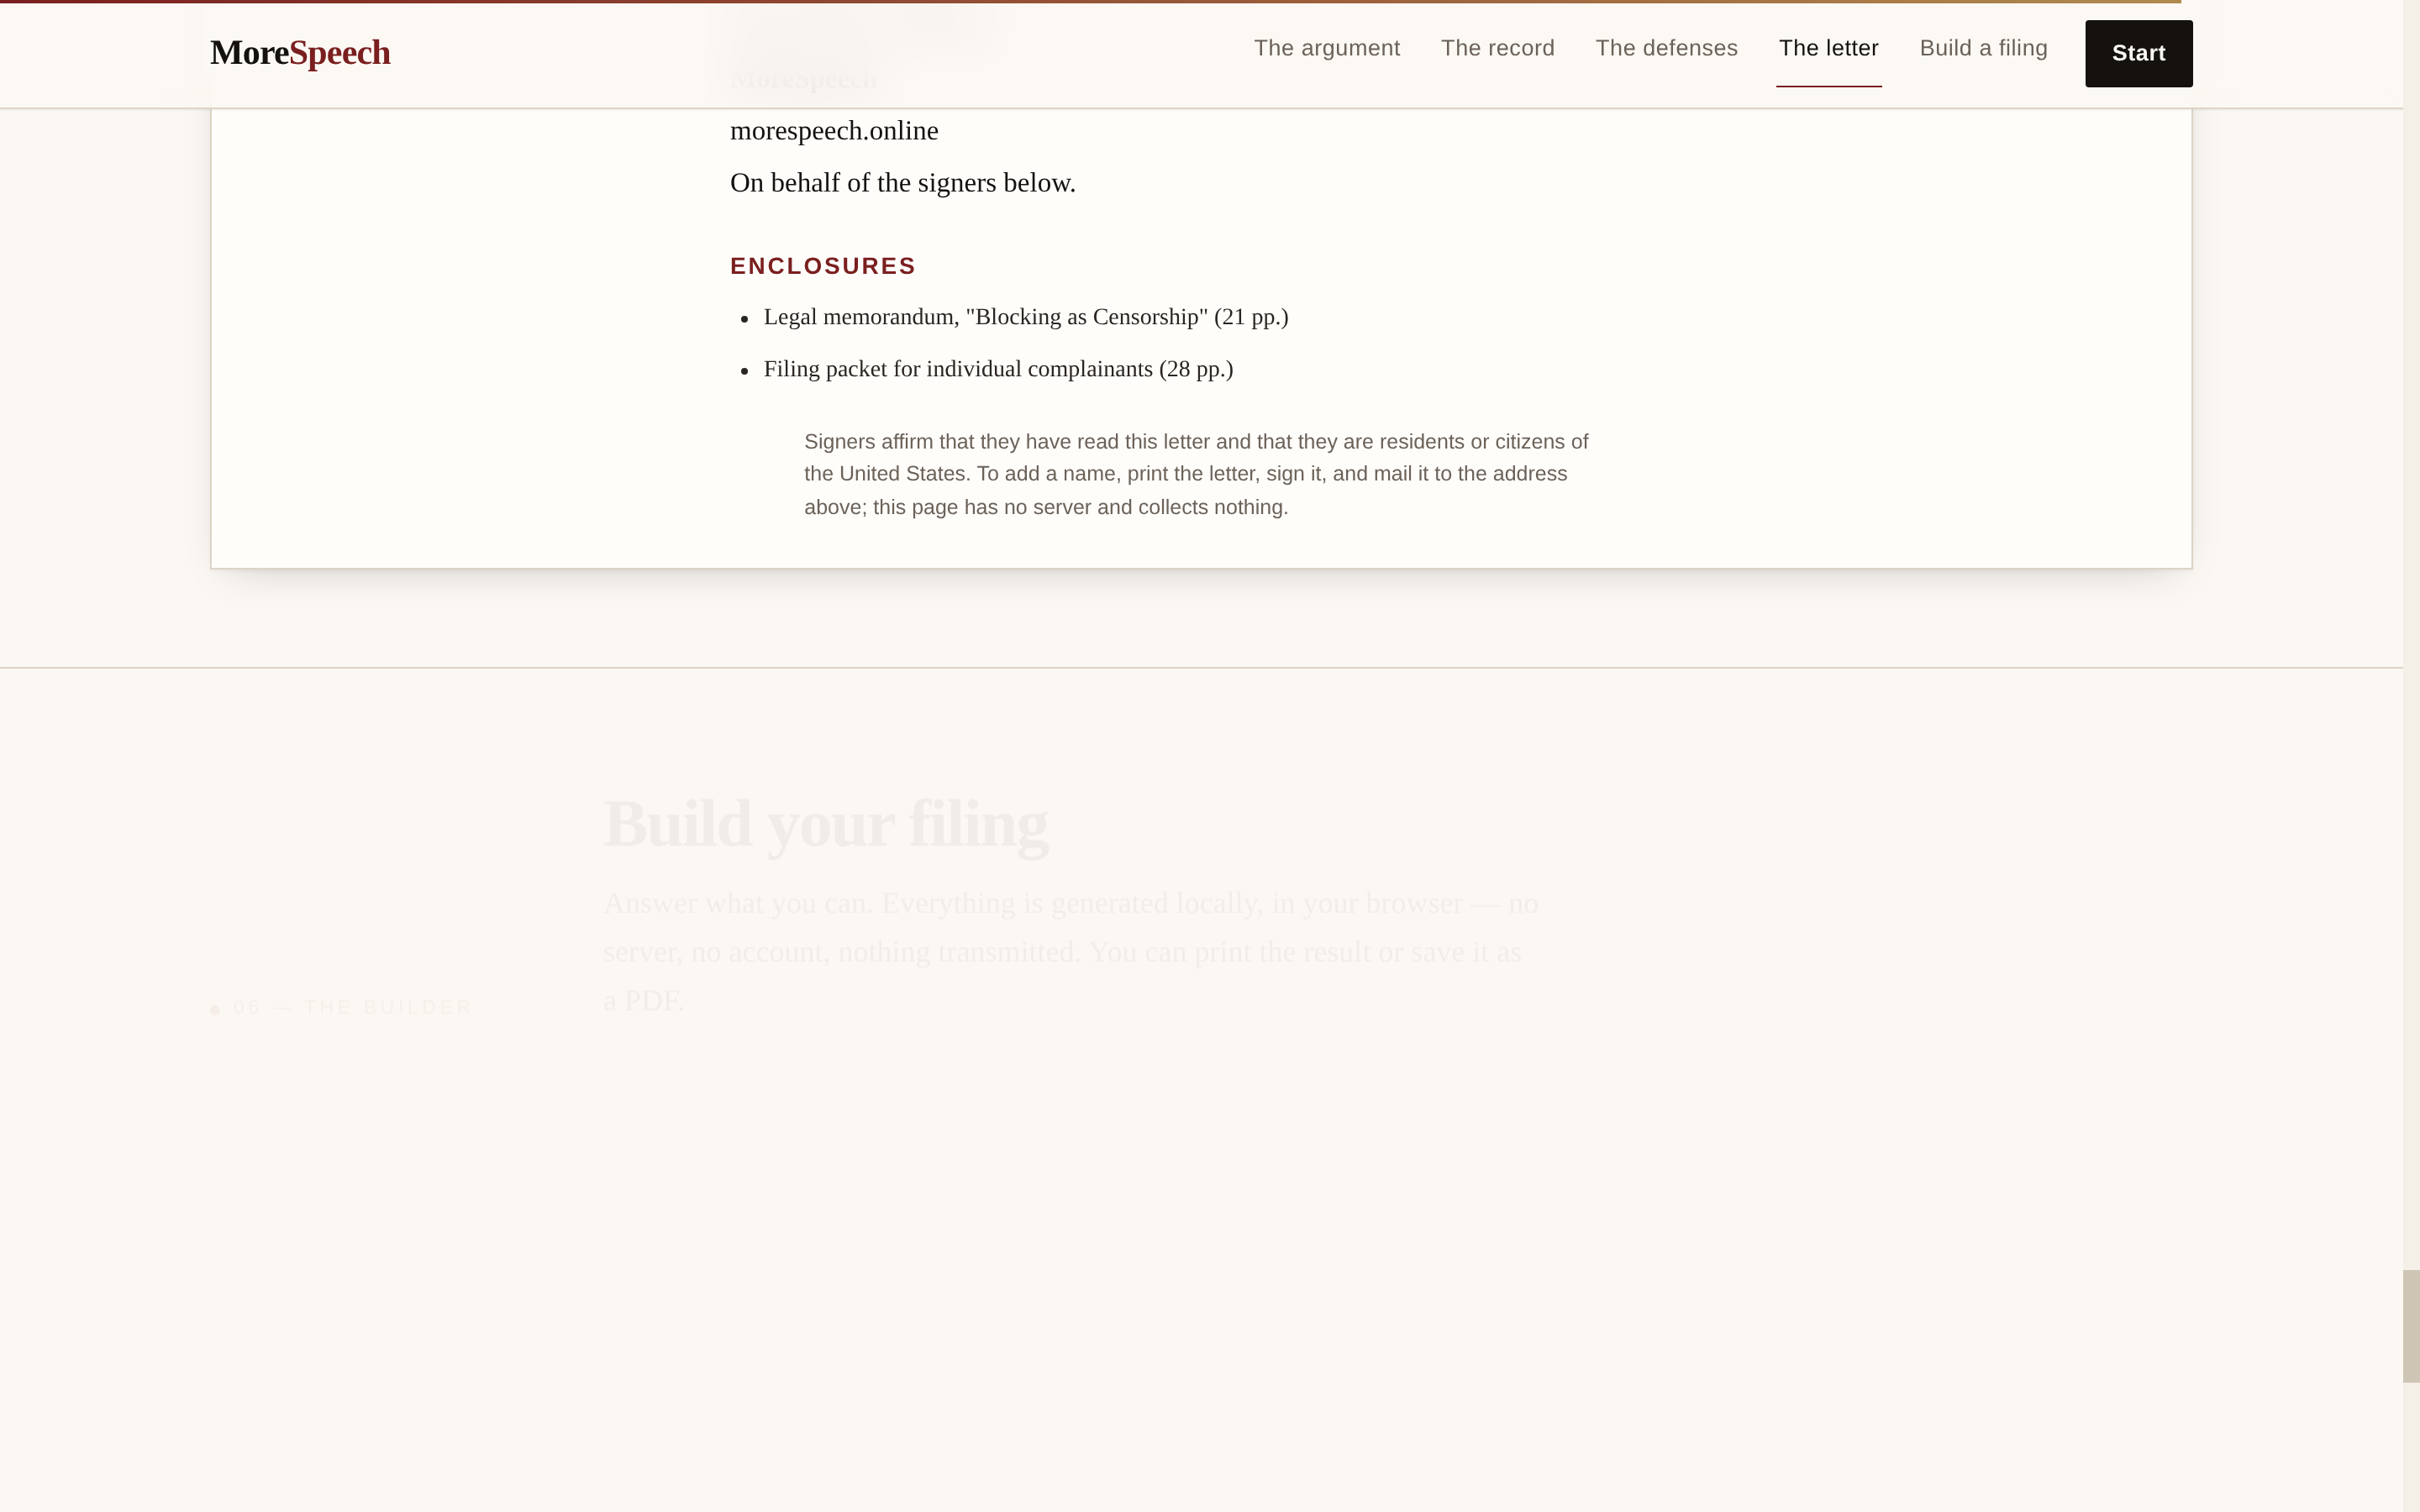 MoreSpeech
The argument
The record
The defenses
The letter
Build a filing
Start
MoreSpeech
morespeech.online
On behalf of the signers below.
ENCLOSURES
• Legal memorandum, "Blocking as Censorship" (21 pp.)
• Filing packet for individual complainants (28 pp.)
Signers affirm that they have read this letter and that they are residents or citizens of
the United States. To add a name, print the letter, sign it, and mail it to the address
above; this page has no server and collects nothing.
Build your filing
Answer what you can. Everything is generated locally, in your browser — no
server, no account, nothing transmitted. You can print the result or save it as
a PDF.
06 — THE BUILDER